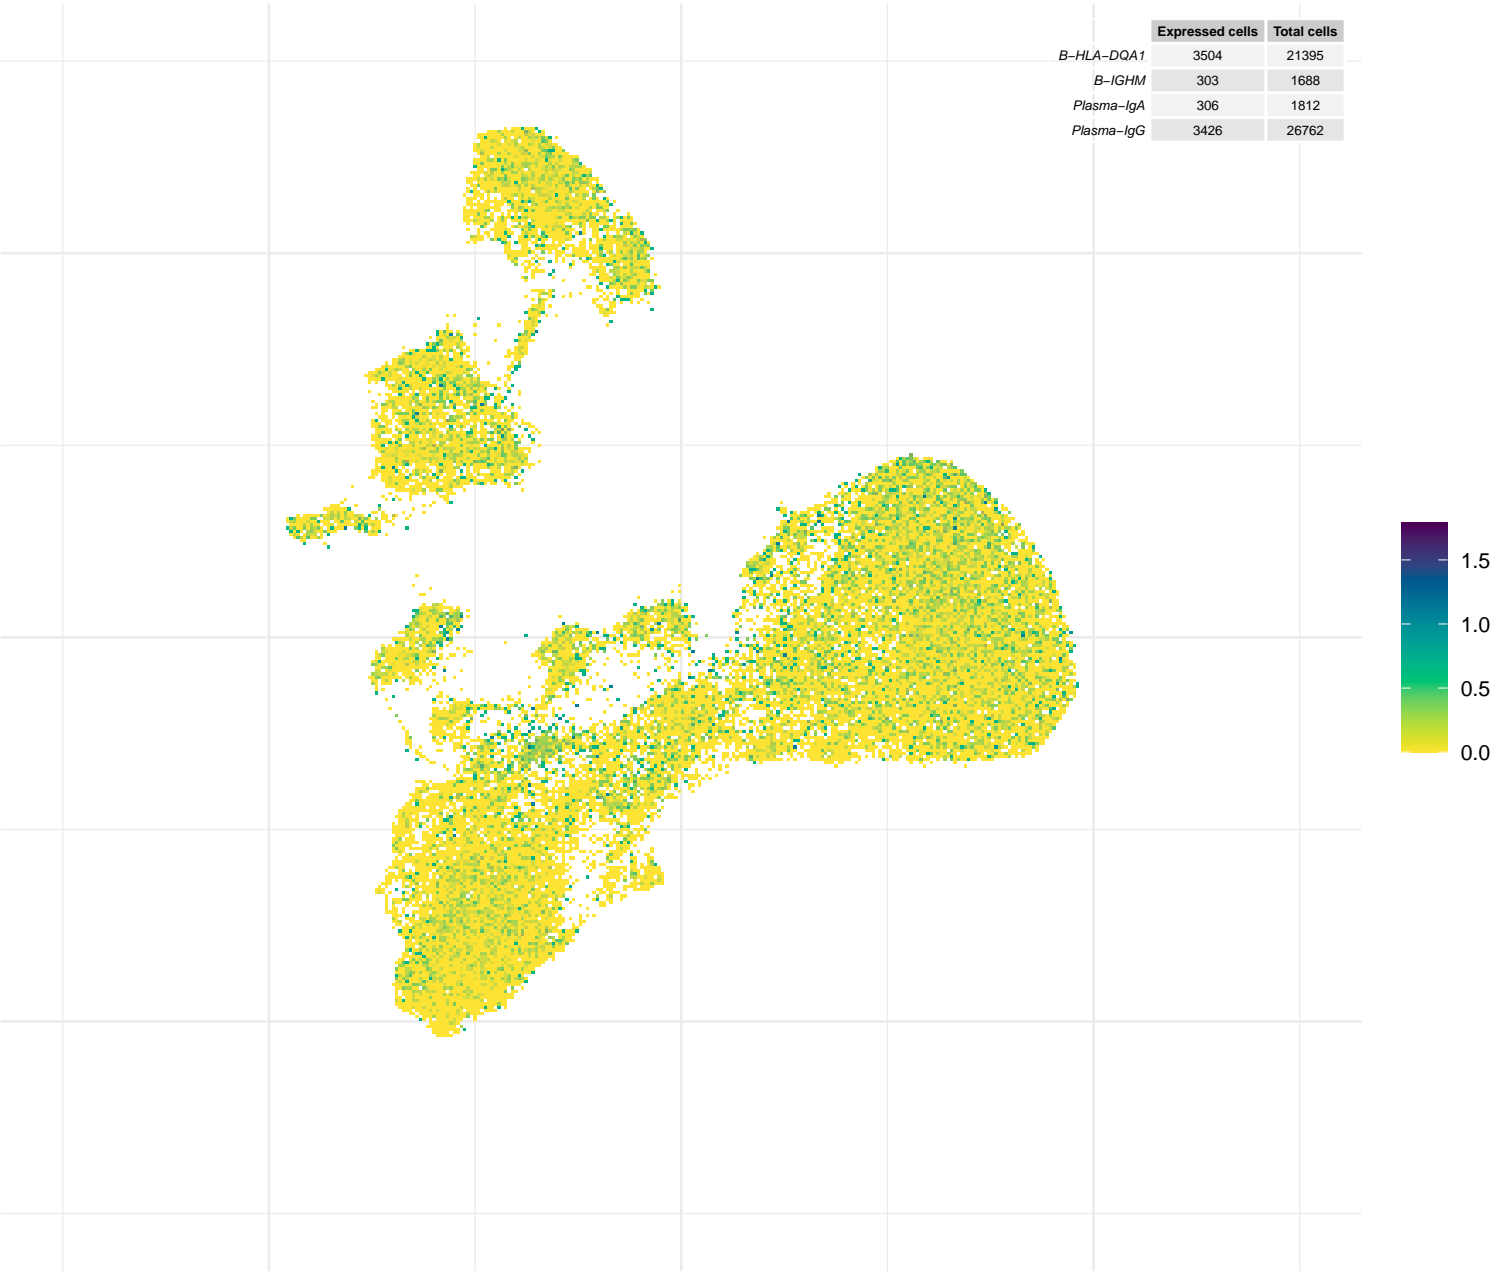 Expressed cells Total cells
B−HLA−DQA1 3504 21395
B−IGHM 303 1688
Plasma−IgA 306 1812
Plasma−IgG 3426 26762
1.5
1.0
0.5
0.0